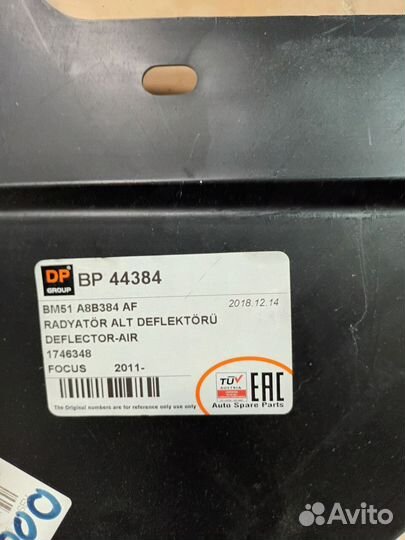 DP GROUP BP 44384
BM51 A8B384 AF 2018.12.14
RADYATÖR ALT DEFLEKTÖRÜ
DEFLECTOR-AIR
1746348
FOCUS 2011-
TÜV AUSTRIA EAC
The Original numbers are for reference only use only
Auto Spare Parts
000
Avito